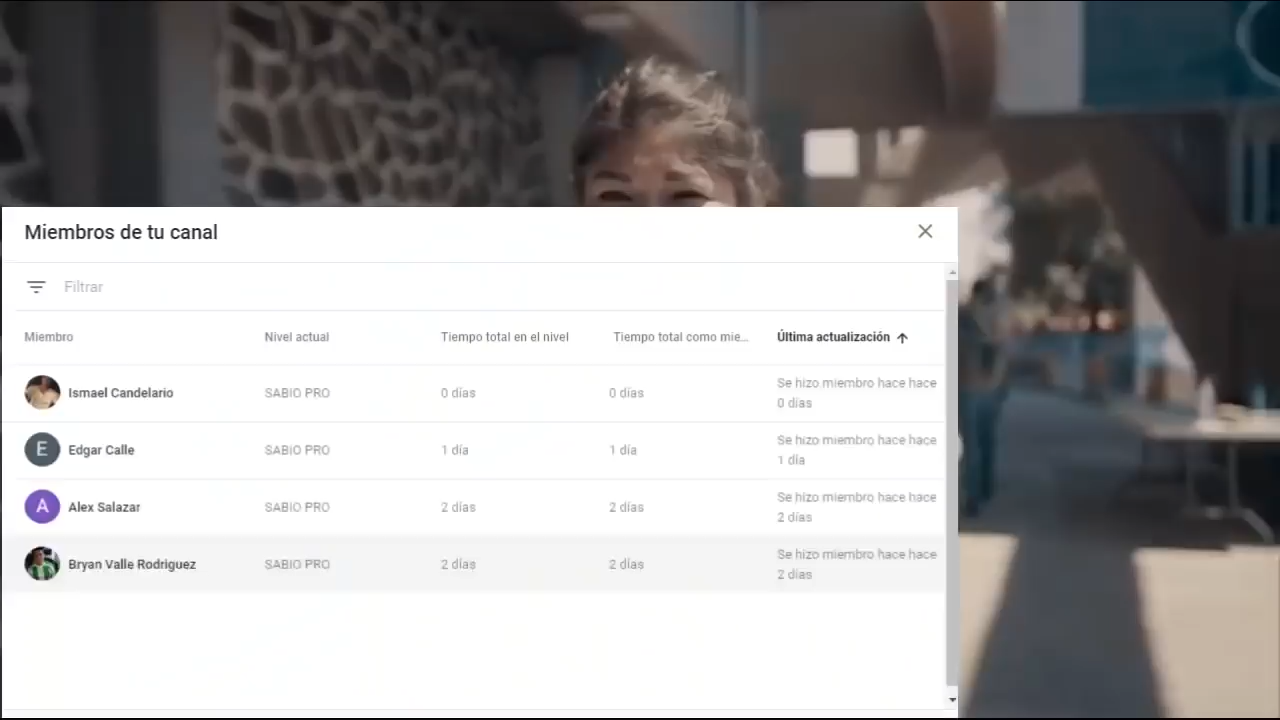 Miembros de tu canal
Filtrar
Miembro Nivel actual Tiempo total en el nivel Tiempo total como mie... Última actualización
Ismael Candelario SABIO PRO 0 días 0 días Se hizo miembro hace hace
0 días
E Edgar Calle SABIO PRO 1 día 1 día Se hizo miembro hace hace
1 día
A Alex Salazar SABIO PRO 2 días 2 días Se hizo miembro hace hace
2 días
Bryan Valle Rodriguez SABIO PRO 2 días 2 días Se hizo miembro hace hace
2 días